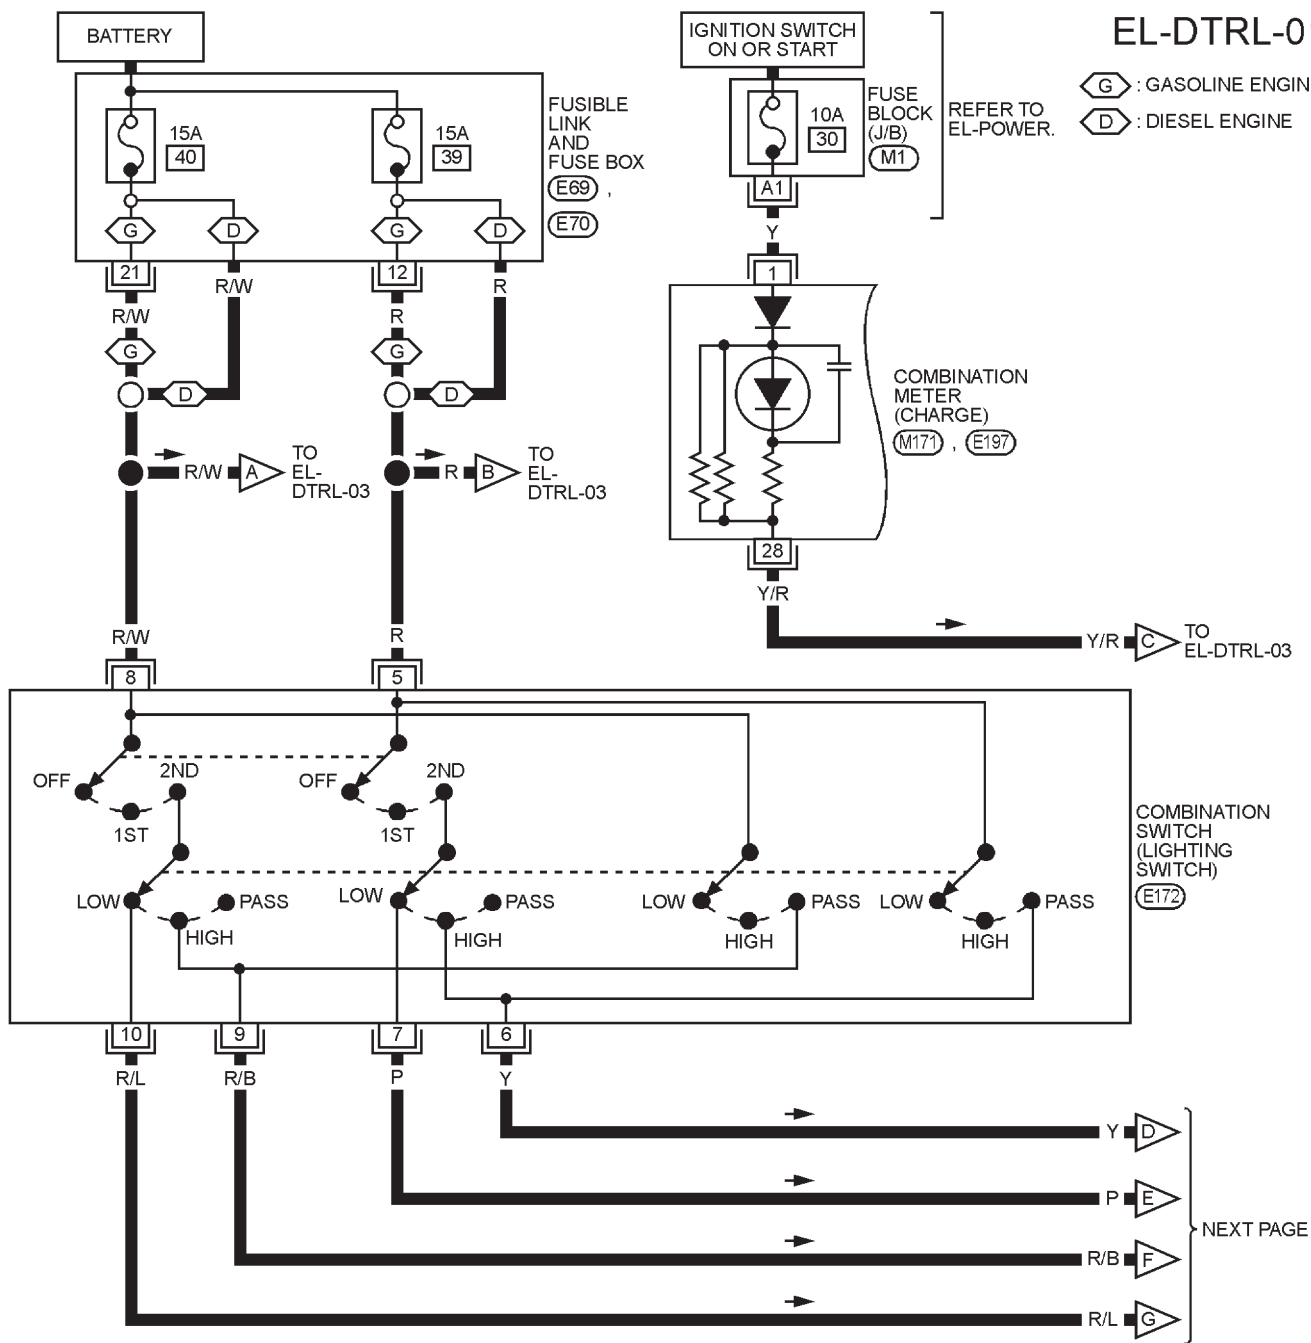 EL-DTRL-0
BATTERY
IGNITION SWITCH
ON OR START
G : GASOLINE ENGIN
D : DIESEL ENGINE
15A
40
15A
39
FUSIBLE
LINK
AND
FUSE BOX
E69 ,
E70
10A
30
FUSE
BLOCK
(J/B)
M1
REFER TO
EL-POWER.
A1
Y
G
D
G
D
21
R/W
12
R
1
R/W
R
G
G
D
D
COMBINATION
METER
(CHARGE)
M171 , E197
R/W
A
TO
EL-
DTRL-03
R
B
TO
EL-
DTRL-03
28
Y/R
Y/R
C
TO
EL-DTRL-03
R/W
R
8
5
OFF
2ND
1ST
OFF
2ND
1ST
COMBINATION
SWITCH
(LIGHTING
SWITCH)
E172
LOW
PASS
HIGH
LOW
PASS
HIGH
LOW
PASS
HIGH
LOW
PASS
HIGH
10
9
7
6
R/L
R/B
P
Y
Y
D
P
E
R/B
F
R/L
G
NEXT PAGE